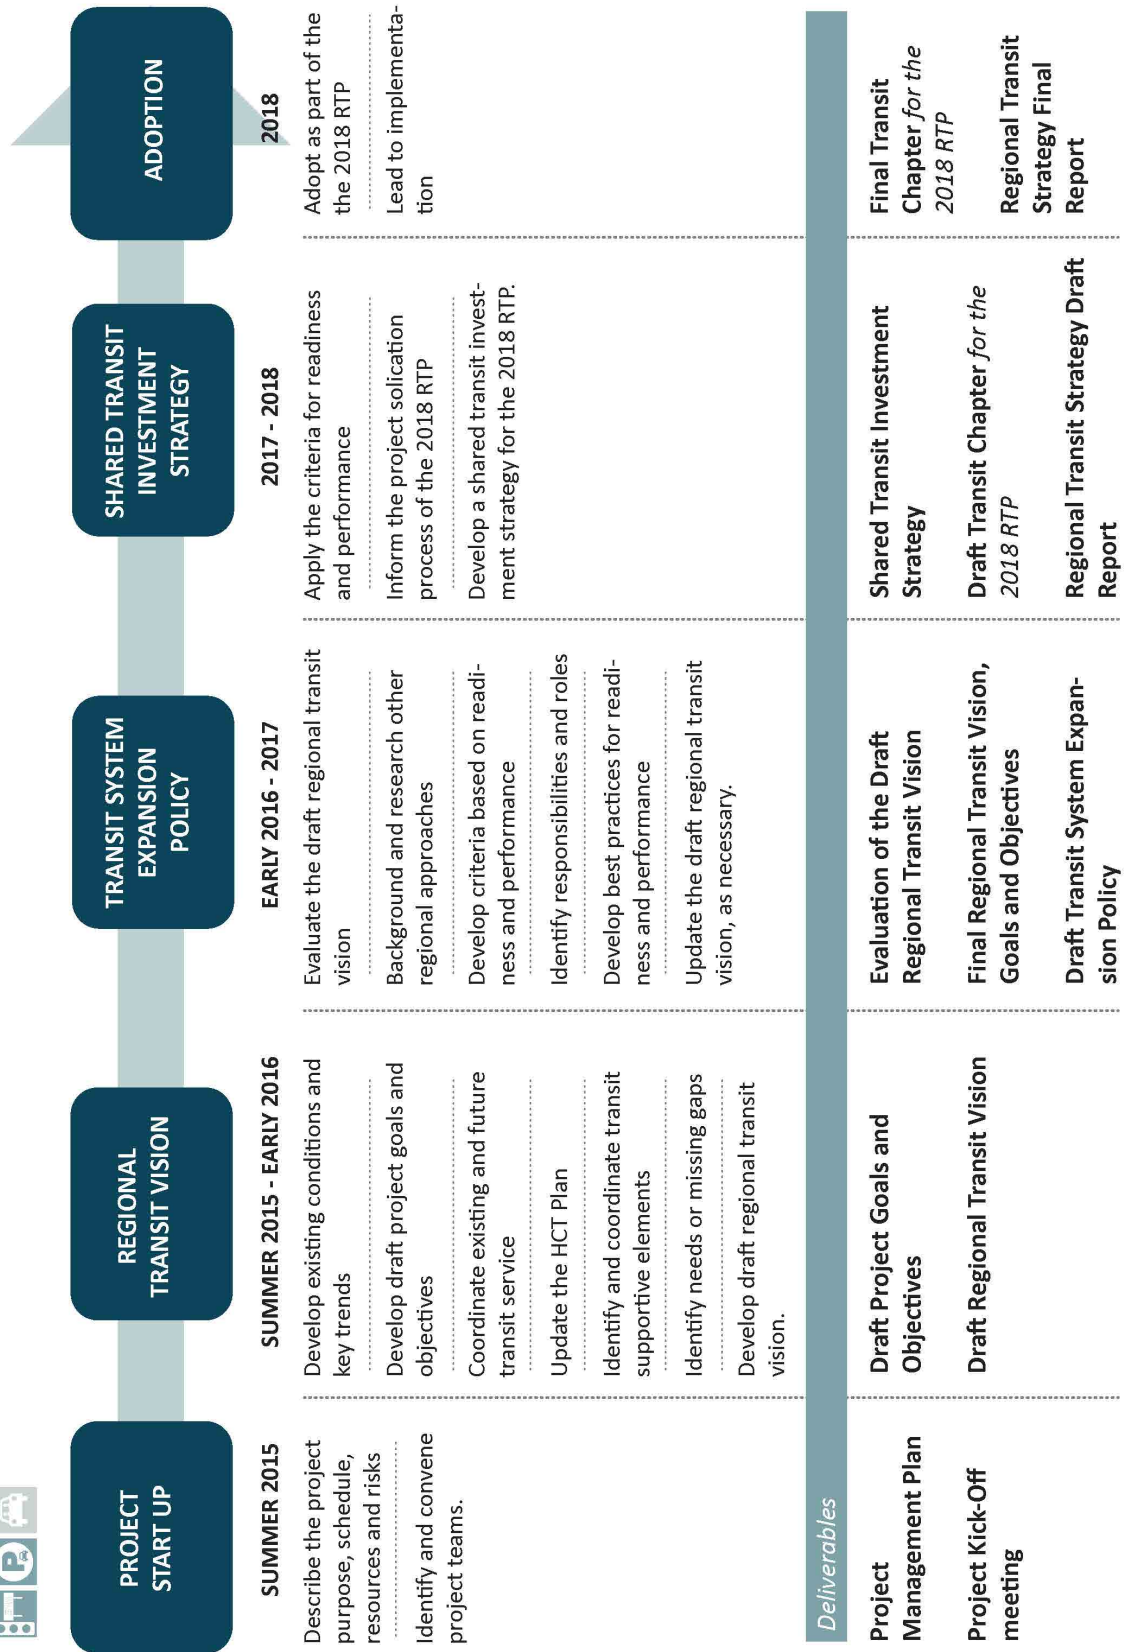 PROJECT
START UP
SUMMER 2015
Describe the project
purpose, schedule,
resources and risks
Identify and convene
project teams.
REGIONAL
TRANSIT VISION
SUMMER 2015 - EARLY 2016
Develop existing conditions and
key trends
Develop draft project goals and
objectives
Coordinate existing and future
transit service
Update the HCT Plan
Identify and coordinate transit
supportive elements
Identify needs or missing gaps
Develop draft regional transit
vision.
TRANSIT SYSTEM
EXPANSION
POLICY
EARLY 2016 - 2017
Evaluate the draft regional transit
vision
Background and research other
regional approaches
Develop criteria based on readi-
ness and performance
Identify responsibilities and roles
Develop best practices for readi-
ness and performance
Update the draft regional transit
vision, as necessary.
SHARED TRANSIT
INVESTMENT
STRATEGY
2017 - 2018
Apply the criteria for readiness
and performance
Inform the project solication
process of the 2018 RTP
Develop a shared transit invest-
ment strategy for the 2018 RTP.
ADOPTION
2018
Adopt as part of the
the 2018 RTP
Lead to implementa-
tion
Deliverables
Project
Management Plan
Project Kick-Off
meeting
Draft Project Goals and
Objectives
Draft Regional Transit Vision
Evaluation of the Draft
Regional Transit Vision
Final Regional Transit Vision,
Goals and Objectives
Draft Transit System Expan-
sion Policy
Shared Transit Investment
Strategy
Draft Transit Chapter for the
2018 RTP
Regional Transit Strategy Draft
Report
Final Transit
Chapter for the
2018 RTP
Regional Transit
Strategy Final
Report
P